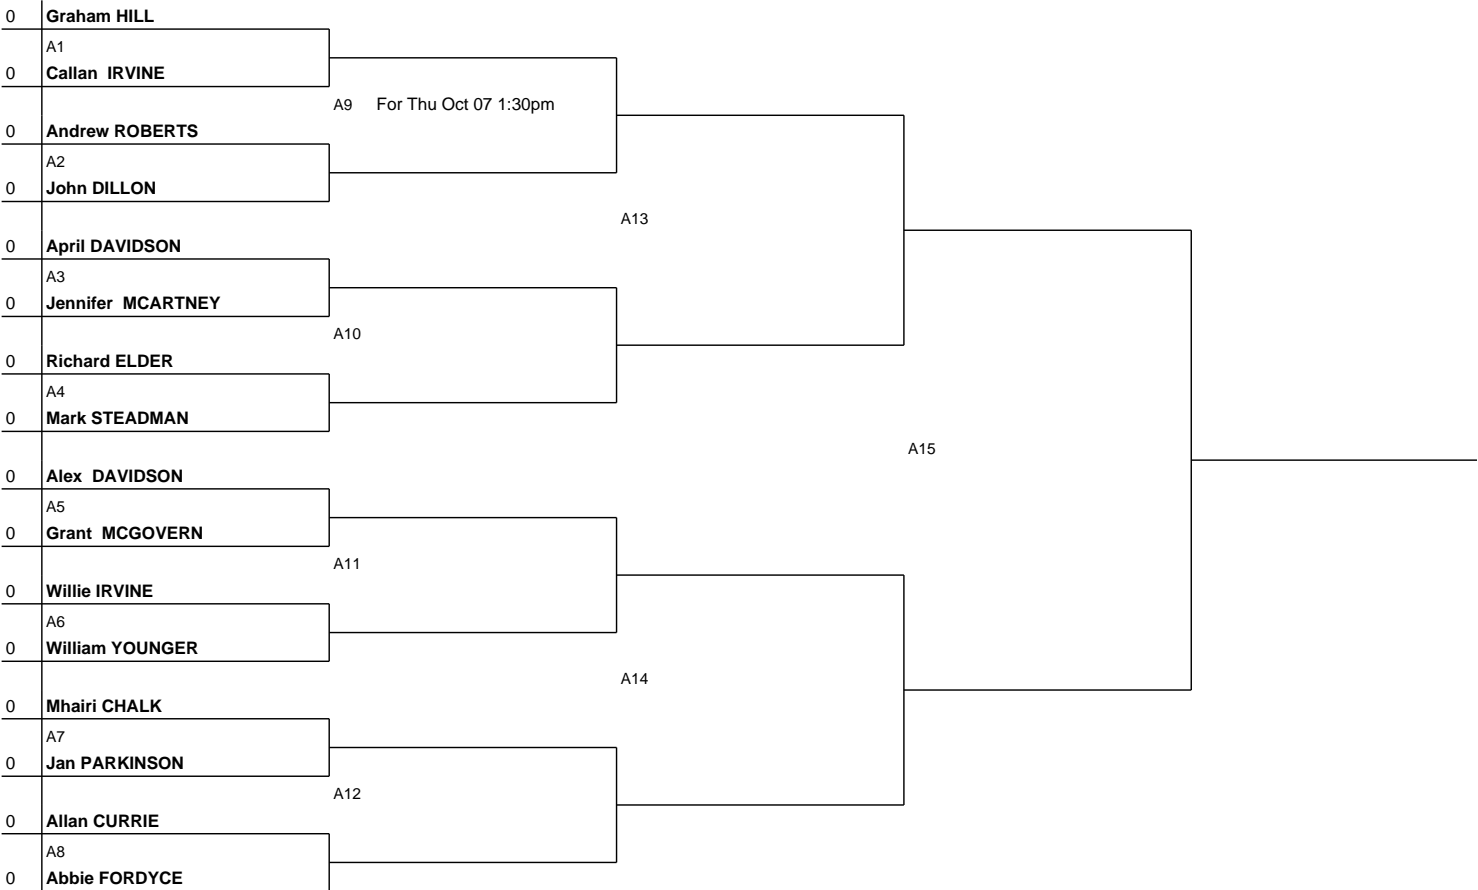 0 Graham HILL
A1
0 Callan  IRVINE
A9 For Thu Oct 07 1:30pm
0 Andrew ROBERTS
A2
0 John DILLON
A13
0 April DAVIDSON
A3
0 Jennifer  MCARTNEY
A10
0 Richard ELDER
A4
0 Mark STEADMAN
A15
0 Alex  DAVIDSON
A5
0 Grant  MCGOVERN
A11
0 Willie IRVINE
A6
0 William YOUNGER
A14
0 Mhairi CHALK
A7
0 Jan PARKINSON
A12
0 Allan CURRIE
A8
0 Abbie FORDYCE